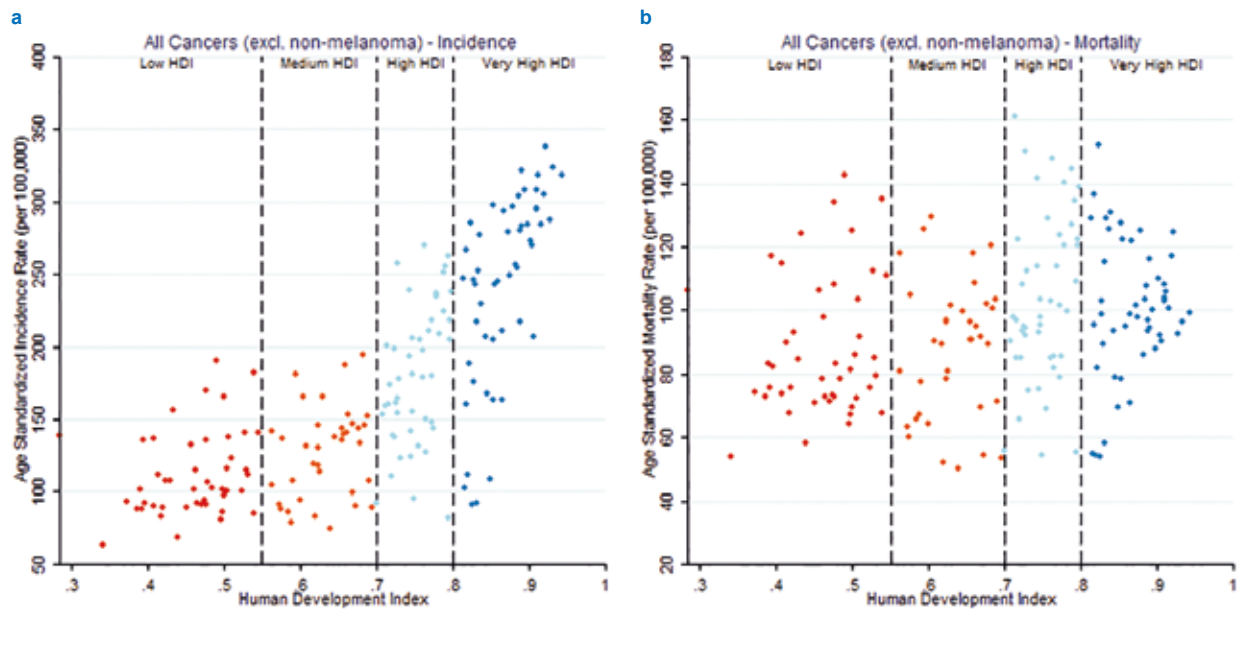 a
All Cancers (excl. non-melanoma) - Incidence
Low HDI Medium HDI High HDI Very High HDI
Age Standardized Incidence Rate (per 100,000)
400
350
300
250
200
150
100
50
.3 .4 .5 .6 .7 .8 .9 1
Human Development Index
b
All Cancers (excl. non-melanoma) - Mortality
Low HDI Medium HDI High HDI Very High HDI
Age Standardized Mortality Rate (per 100,000)
180
160
140
120
100
80
60
40
20
.3 .4 .5 .6 .7 .8 .9 1
Human Development Index